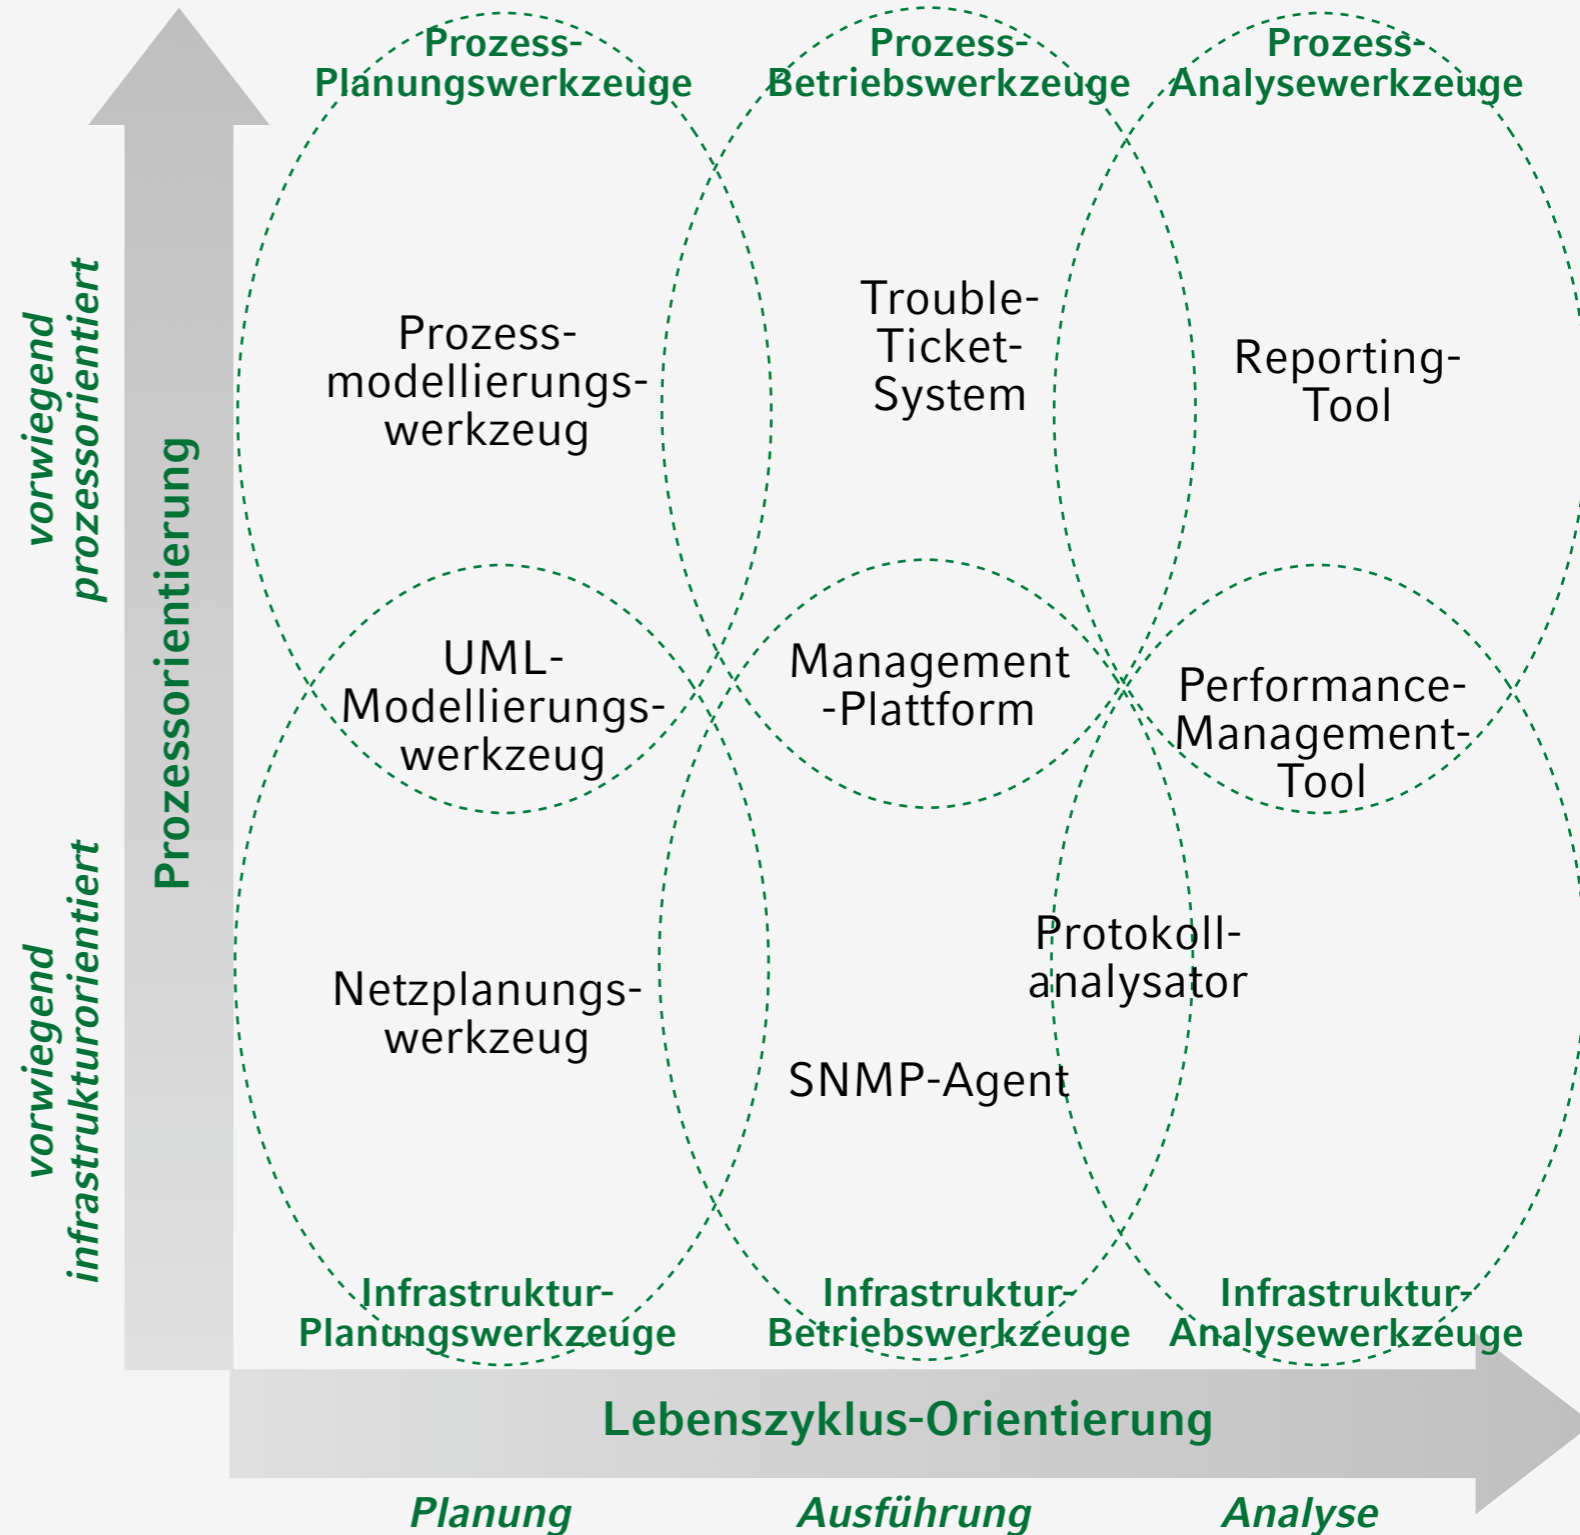 Prozess-
Planungswerkzeuge
Prozess-
Betriebswerkzeuge
Prozess-
Analysewerkzeuge
vorwiegend
prozessorientiert
Prozessorientierung
vorwiegend
infrastrukturorientiert
Prozess-
modellierungs-
werkzeug
Trouble-
Ticket-
System
Reporting-
Tool
UML-
Modellierungs-
werkzeug
Management
-Plattform
Performance-
Management-
Tool
Netzplanungs-
werkzeug
Protokoll-
analysator
SNMP-Agent
Infrastruktur-
Planungswerkzeuge
Infrastruktur-
Betriebswerkzeuge
Infrastruktur-
Analysewerkzeuge
Lebenszyklus-Orientierung
Planung
Ausführung
Analyse